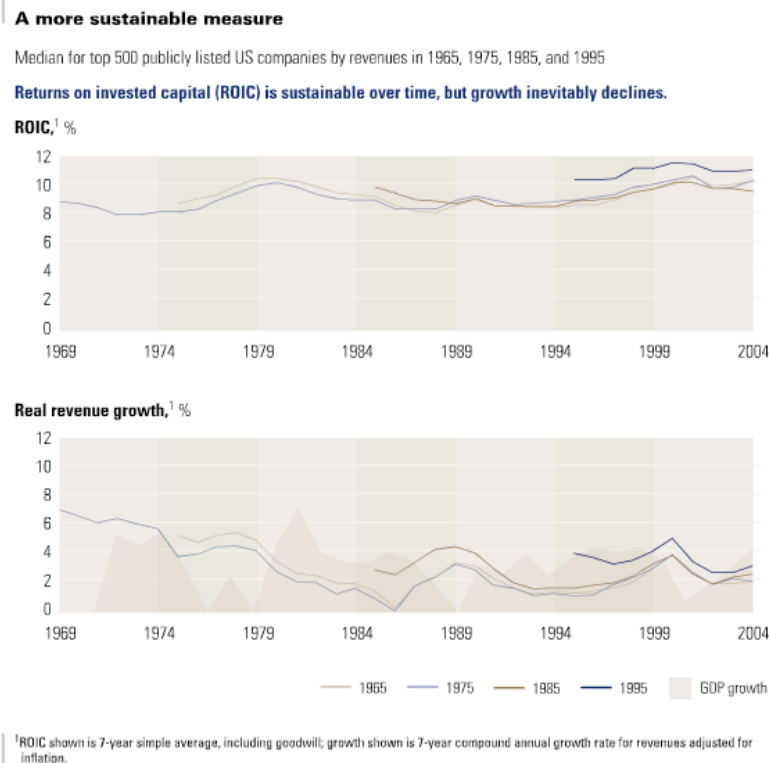 A more sustainable measure
Median for top 500 publicly listed US companies by revenues in 1965, 1975, 1985, and 1995
Returns on invested capital (ROIC) is sustainable over time, but growth inevitably declines.
ROIC,¹ %
12
10
8
6
4
2
0
1969 1974 1979 1984 1989 1994 1999 2004
Real revenue growth,¹ %
12
10
8
6
4
2
0
1969 1974 1979 1984 1989 1994 1999 2004
1965 1975 1985 1995 GDP growth
¹ROIC shown is 7-year simple average, including goodwill; growth shown is 7-year compound annual growth rate for revenues adjusted for
inflation.